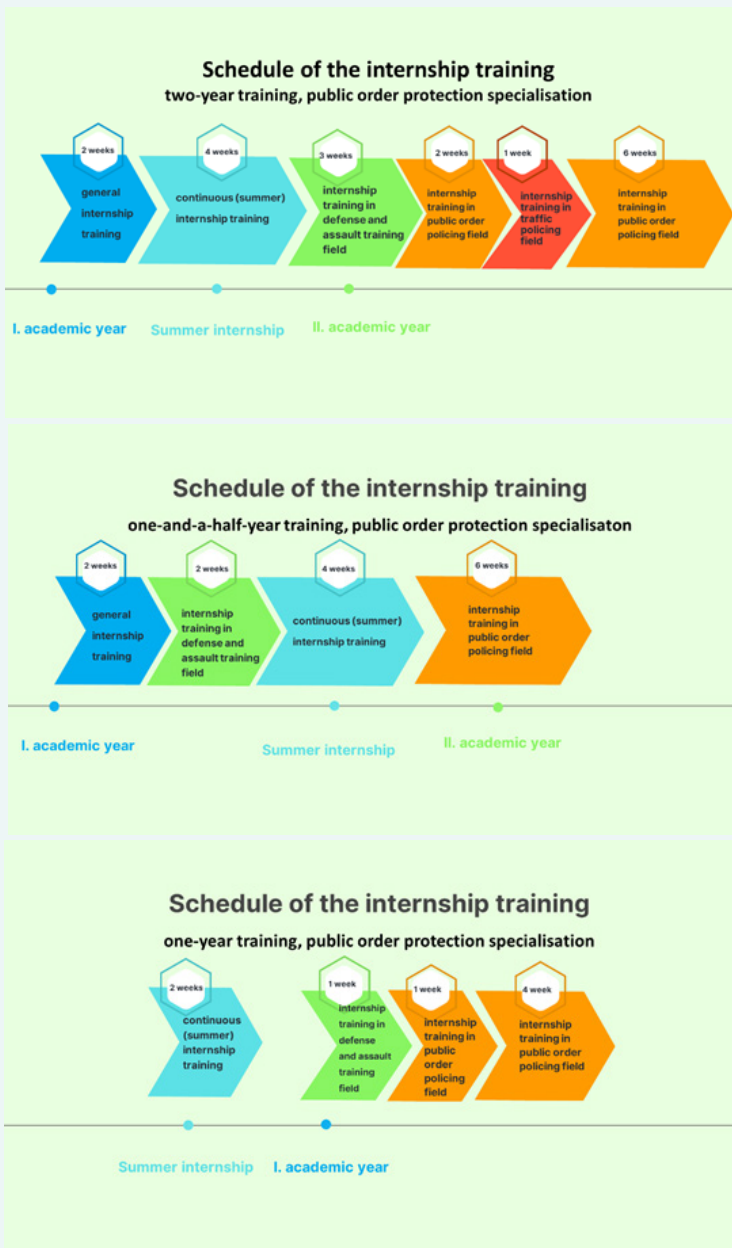 Schedule of the internship training
two-year training, public order protection specialisation
2 weeks
general
internship
training
4 weeks
continuous (summer)
internship training
3 weeks
internship
training in
defense and
assault training
field
2 weeks
internship
training in
public order
policing field
1 week
internship
training in
traffic
policing
field
6 weeks
internship
training in
public order
policing field
I. academic year
Summer internship
II. academic year
Schedule of the internship training
one-and-a-half-year training, public order protection specialisaton
2 weeks
general
internship
training
2 weeks
internship
training in
defense and
assault training
field
4 weeks
continuous (summer)
internship training
6 weeks
internship
training in
public order
policing field
I. academic year
Summer internship
II. academic year
Schedule of the internship training
one-year training, public order protection specialisation
2 weeks
continuous
(summer)
internship
training
1 week
internship
training in
defense
and assault
training
field
1 week
internship
training in
public
order
policing
field
4 week
internship
training in
public order
policing field
Summer internship
I. academic year